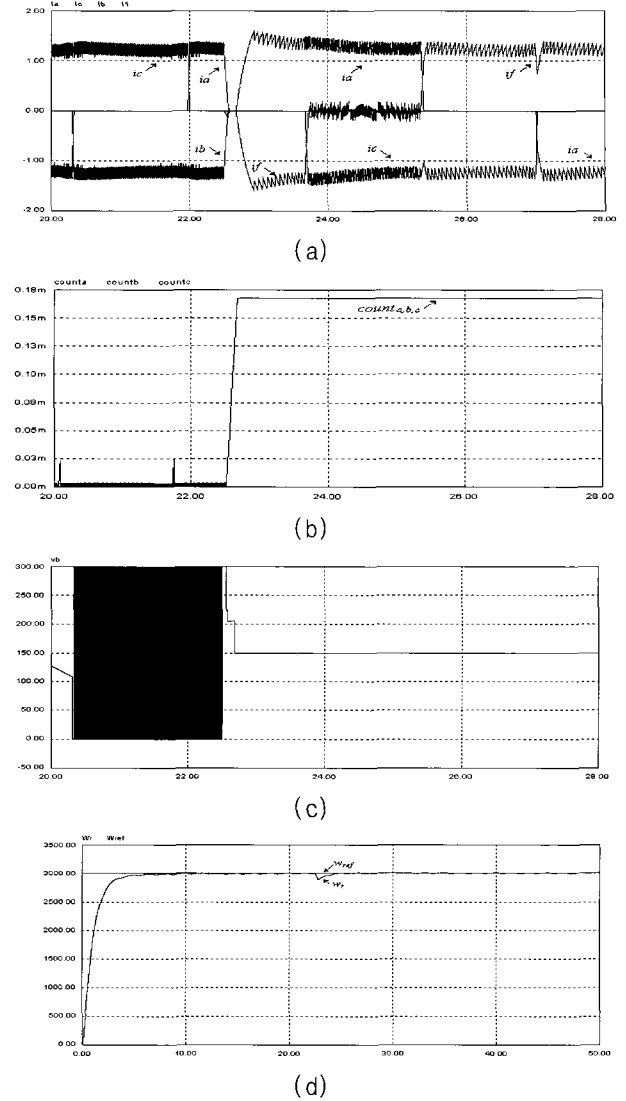 ia ic ib if
2.00
1.00
0.00
-1.00
-2.00
ic
ia
ia
if
ib
if
ic
ia
20.00 22.00 24.00 26.00 28.00
(a)
counta countb countc
0.18m
0.15m
0.13m
0.10m
0.08m
0.05m
0.03m
0.00m
count a,b,c
20.00 22.00 24.00 26.00 28.00
(b)
vb
300.00
250.00
200.00
150.00
100.00
50.00
0.00
-50.00
20.00 22.00 24.00 26.00 28.00
(c)
Wr Wref
3500.00
3000.00
2500.00
2000.00
1500.00
1000.00
500.00
0.00
wref
wr
0.00 10.00 20.00 30.00 40.00 50.00
(d)